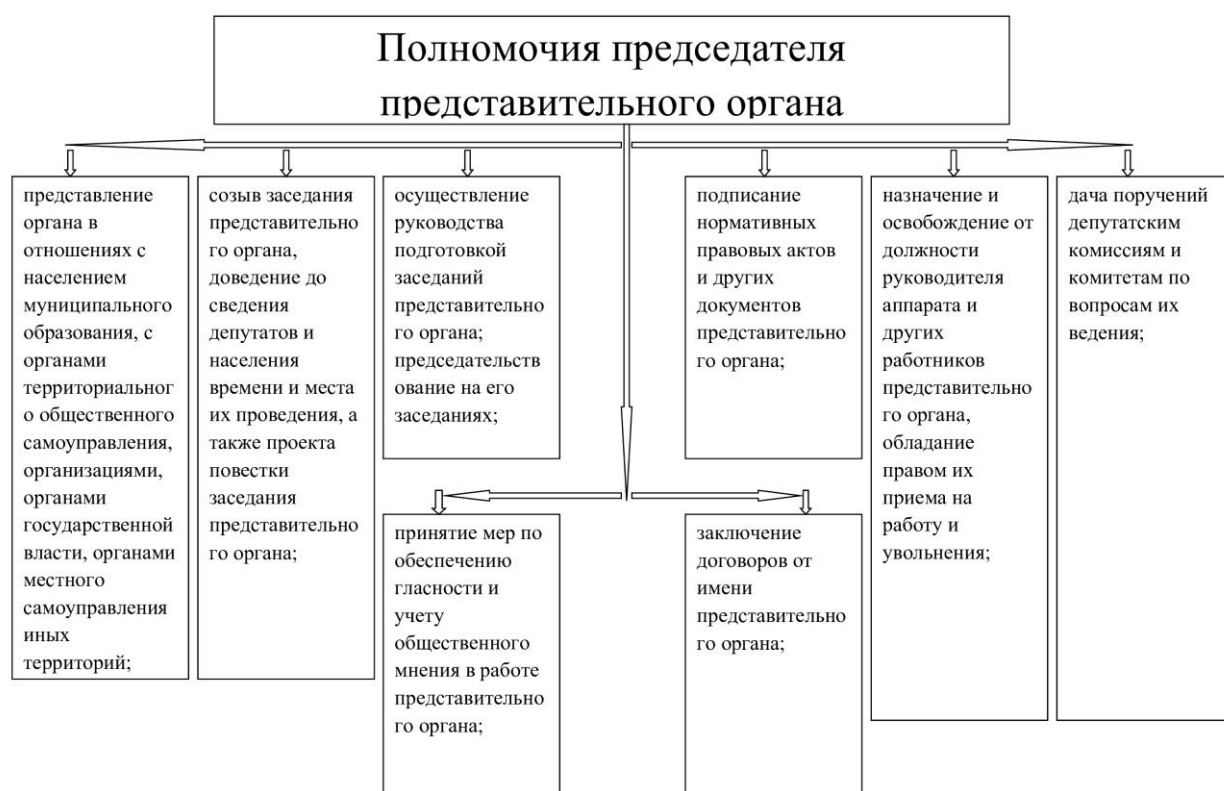 Полномочия председателя
представительного органа
представление
органа в
отношениях с
населением
муниципального
образования, с
органами
территориальног
о общественного
самоуправления,
организациями,
органами
государственной
власти, органами
местного
самоуправления
иных
территорий;
созыв заседания
представительно
го органа,
доведение до
сведения
депутатов и
населения
времени и места
их проведения, а
также проекта
повестки
заседания
представительно
го органа;
осуществление
руководства
подготовкой
заседаний
представительно
го органа;
председательств
ование на его
заседаниях;
подписание
нормативных
правовых актов
и других
документов
представительно
го органа;
назначение и
освобождение от
должности
руководителя
аппарата и
других
работников
представительно
го органа,
обладание
правом их
приема на
работу и
увольнения;
дача поручений
депутатским
комиссиям и
комитетам по
вопросам их
ведения;
принятие мер по
обеспечению
гласности и
учету
общественного
мнения в работе
представительно
го органа;
заключение
договоров от
имени
представительно
го органа;